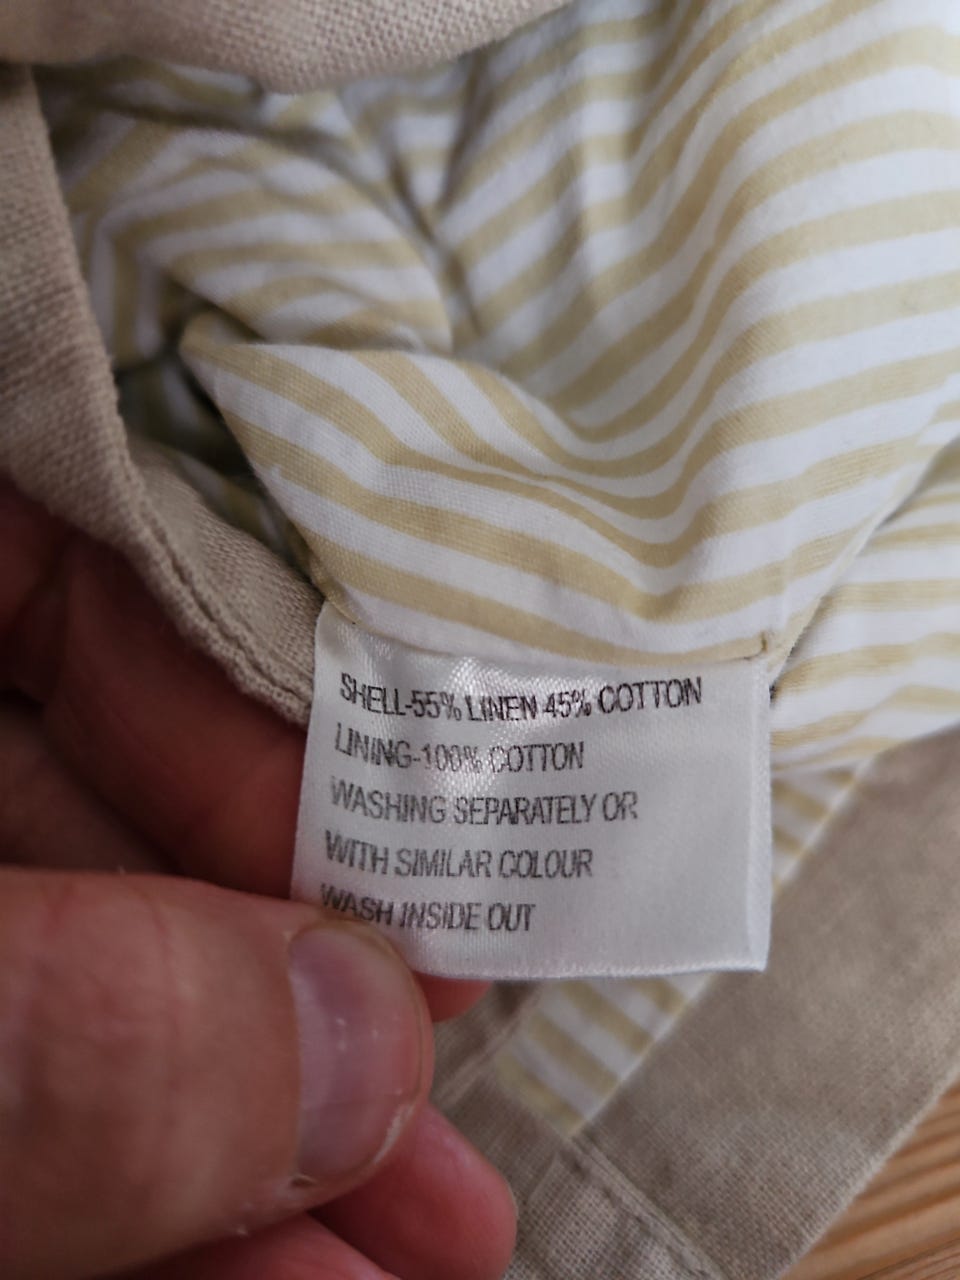 SHELL-55% LINEN 45% COTTON
LINING-100% COTTON
WASHING SEPARATELY OR
WITH SIMILAR COLOUR
WASH INSIDE OUT